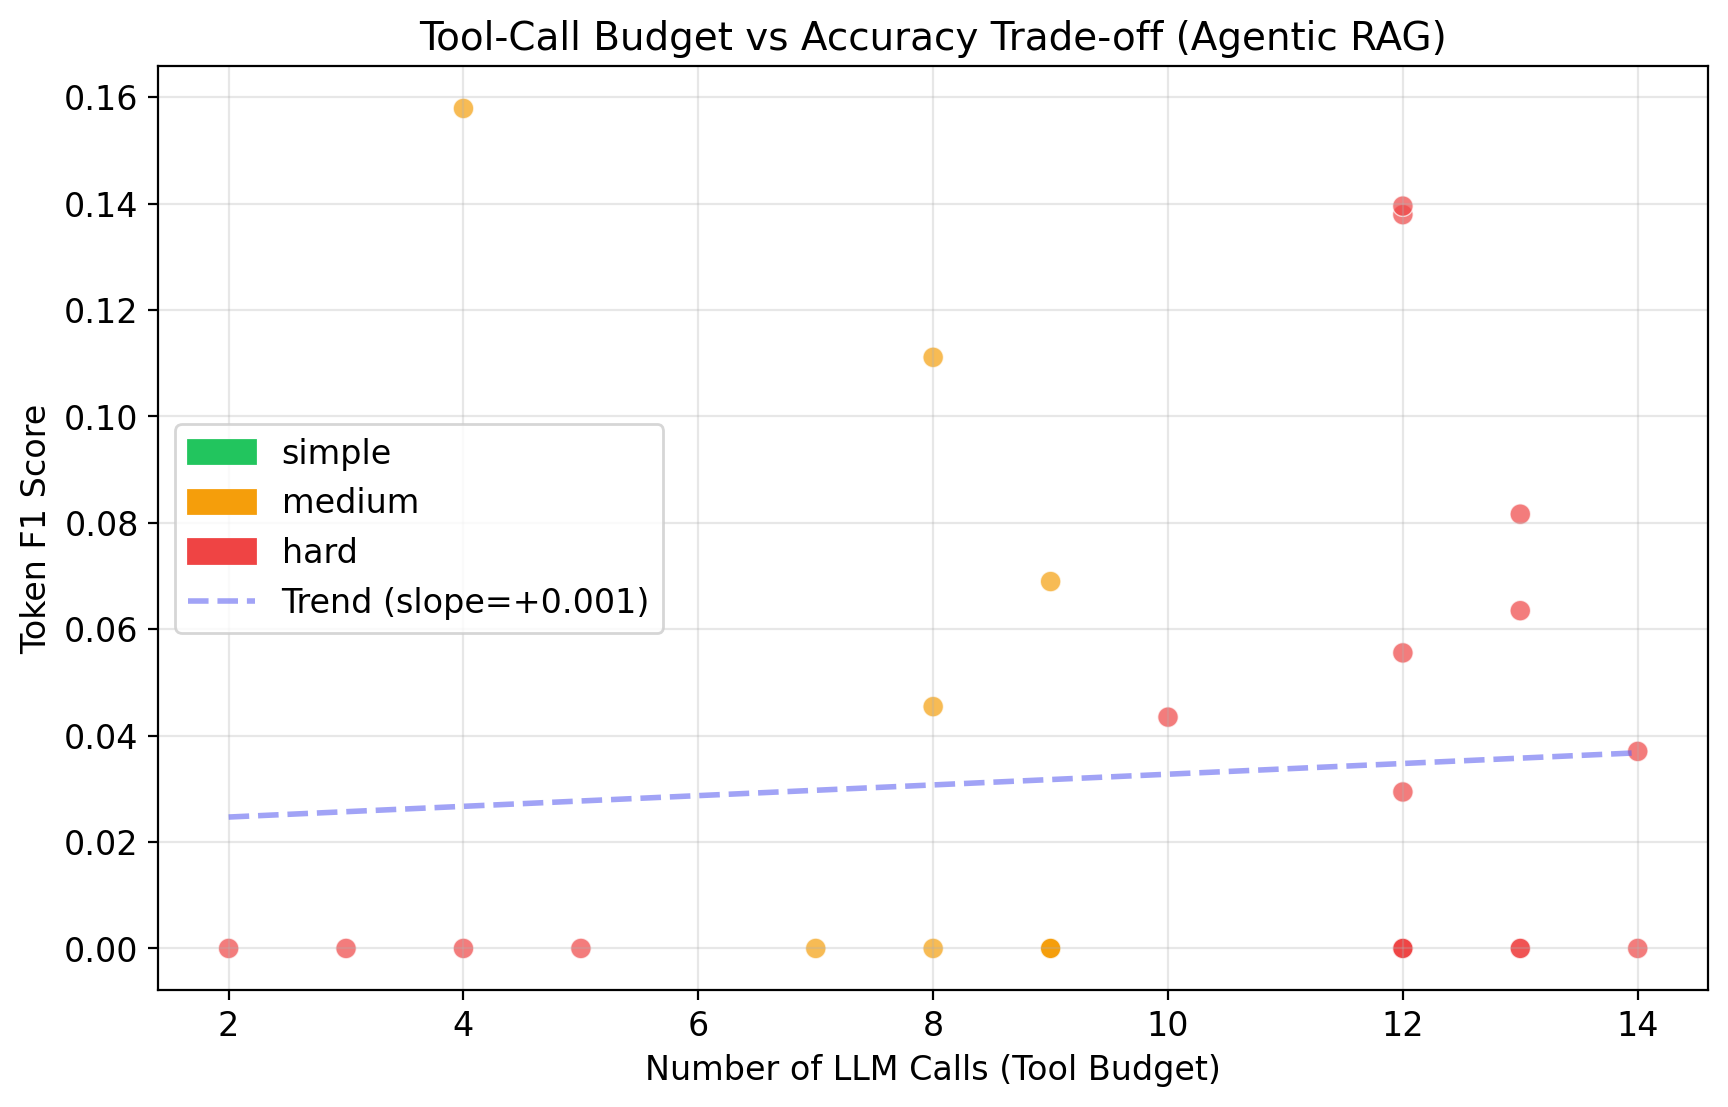 Tool-Call Budget vs Accuracy Trade-off (Agentic RAG)
0.16
0.14
0.12
0.10
0.08
0.06
0.04
0.02
0.00
Token F1 Score
simple
medium
hard
Trend (slope=+0.001)
2 4 6 8 10 12 14
Number of LLM Calls (Tool Budget)